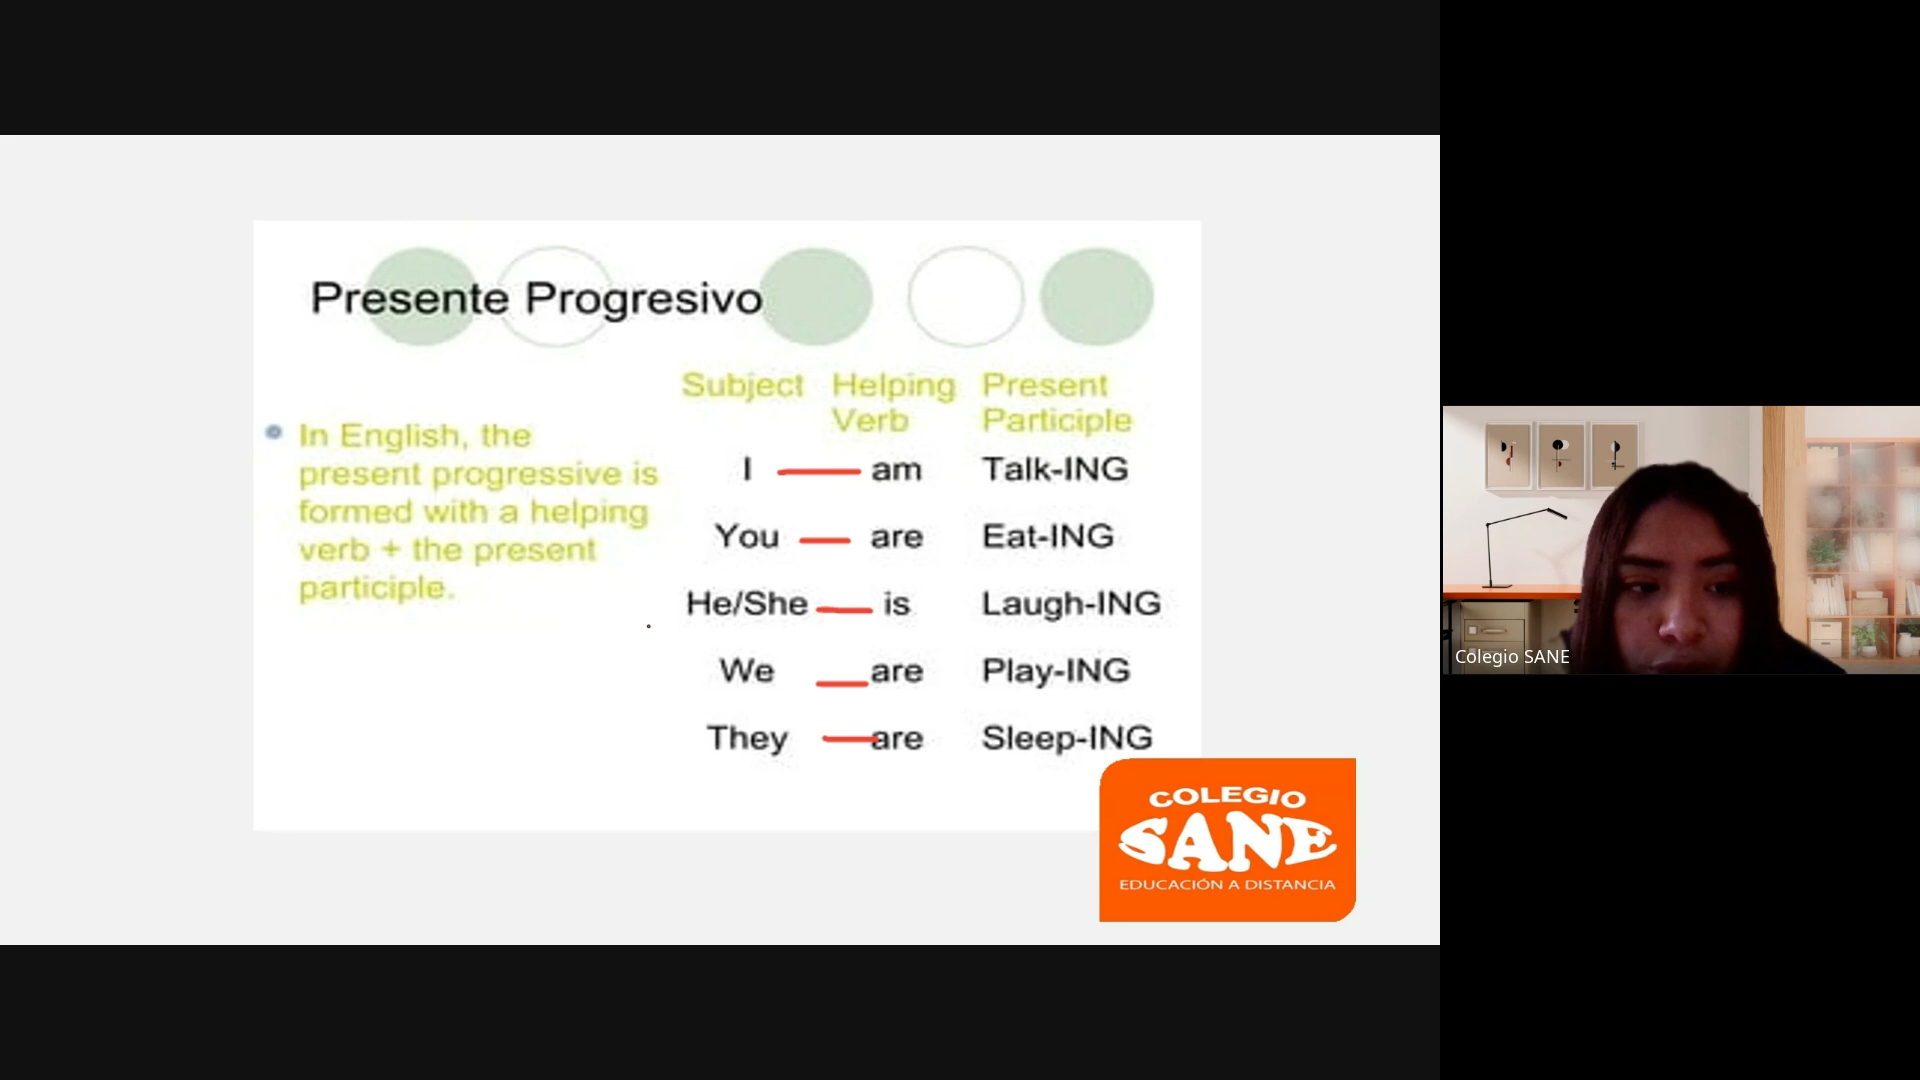 Presente Progresivo
Subject Helping Verb Present Participle
In English, the
present progressive is
formed with a helping
verb + the present
participle.
I am Talk-ING
You are Eat-ING
He/She is Laugh-ING
We are Play-ING
They are Sleep-ING
COLEGIO
SANE
EDUCACIÓN A DISTANCIA
Colegio SANE